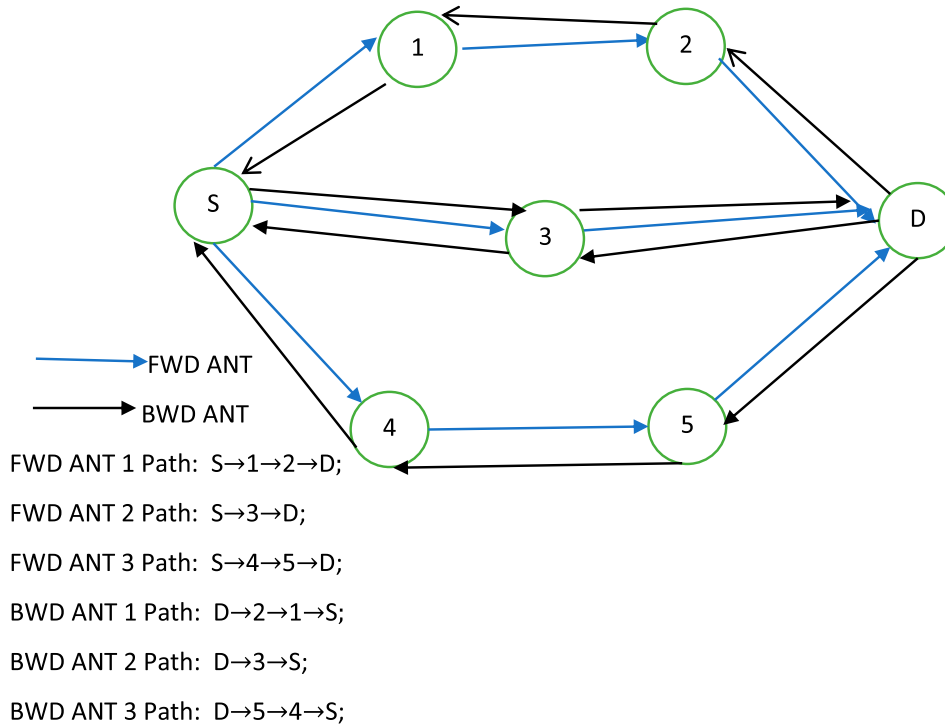 1
2
S
3
D
4
5
FWD ANT
BWD ANT
FWD ANT 1 Path: S→1→2→D;
FWD ANT 2 Path: S→3→D;
FWD ANT 3 Path: S→4→5→D;
BWD ANT 1 Path: D→2→1→S;
BWD ANT 2 Path: D→3→S;
BWD ANT 3 Path: D→5→4→S;